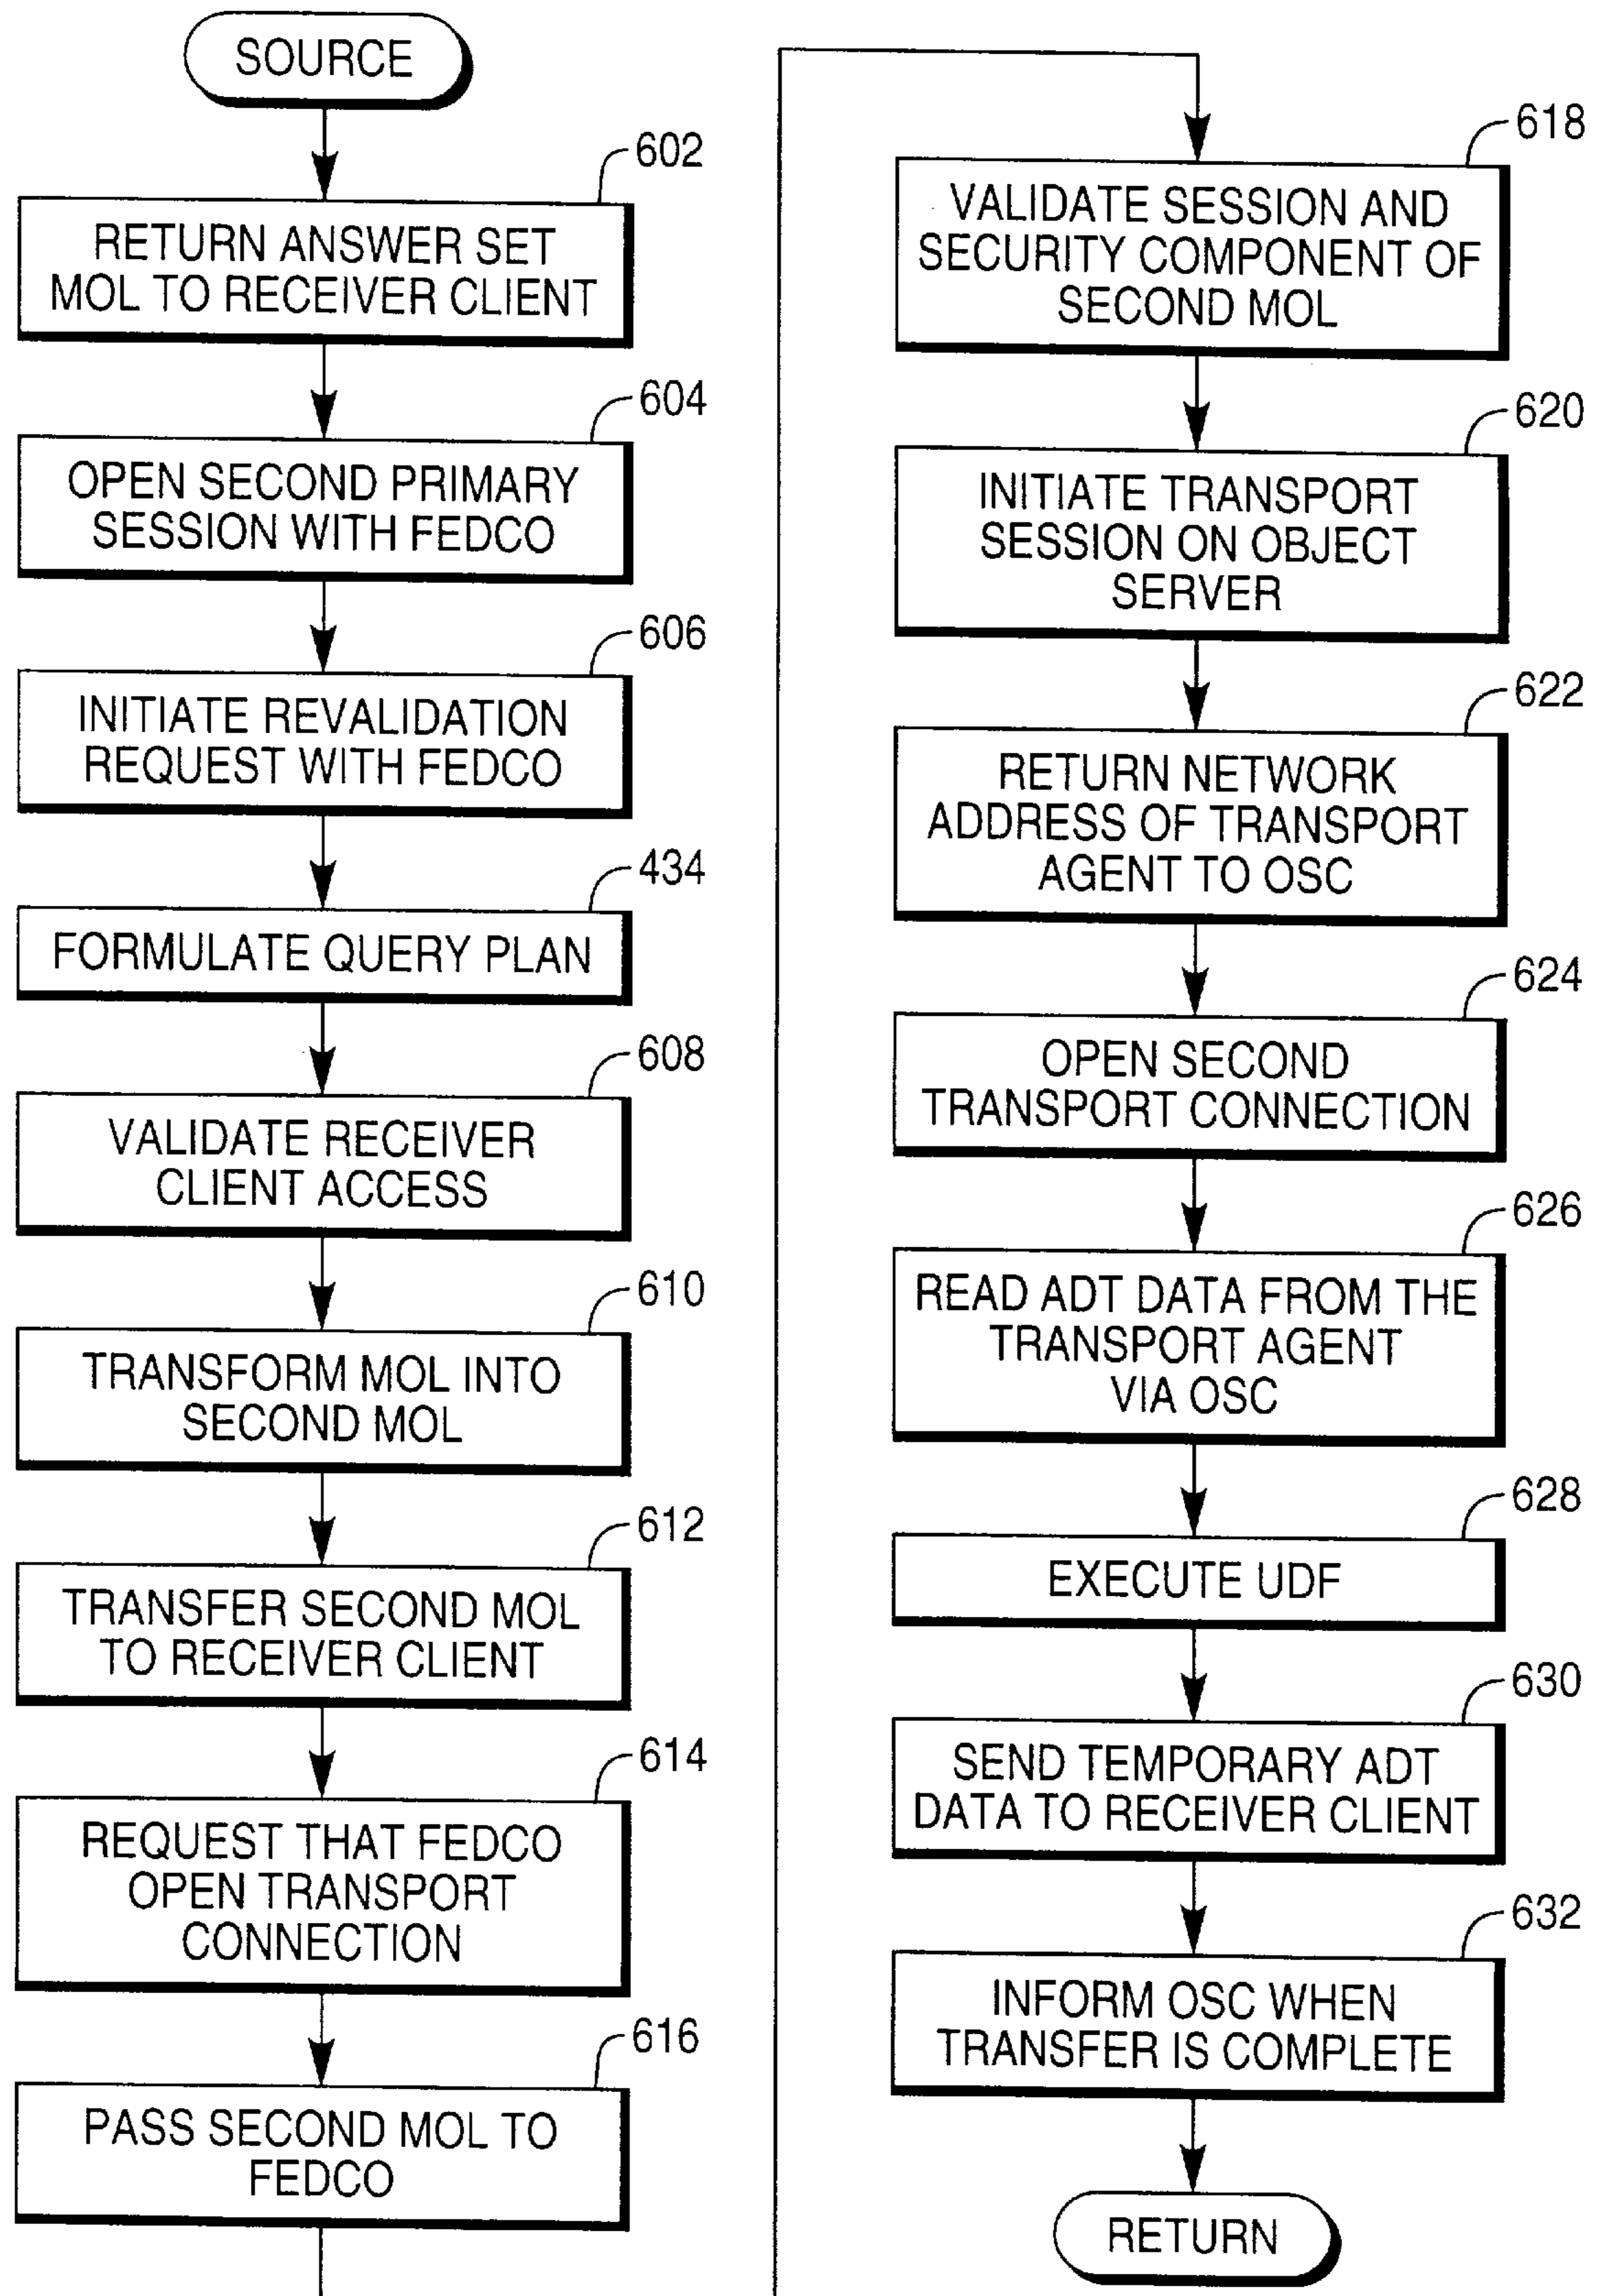 SOURCE
602
RETURN ANSWER SET
MOL TO RECEIVER CLIENT
604
OPEN SECOND PRIMARY
SESSION WITH FEDCO
606
INITIATE REVALIDATION
REQUEST WITH FEDCO
434
FORMULATE QUERY PLAN
608
VALIDATE RECEIVER
CLIENT ACCESS
610
TRANSFORM MOL INTO
SECOND MOL
612
TRANSFER SECOND MOL
TO RECEIVER CLIENT
614
REQUEST THAT FEDCO
OPEN TRANSPORT
CONNECTION
616
PASS SECOND MOL TO
FEDCO
618
VALIDATE SESSION AND
SECURITY COMPONENT OF
SECOND MOL
620
INITIATE TRANSPORT
SESSION ON OBJECT
SERVER
622
RETURN NETWORK
ADDRESS OF TRANSPORT
AGENT TO OSC
624
OPEN SECOND
TRANSPORT CONNECTION
626
READ ADT DATA FROM THE
TRANSPORT AGENT
VIA OSC
628
EXECUTE UDF
630
SEND TEMPORARY ADT
DATA TO RECEIVER CLIENT
632
INFORM OSC WHEN
TRANSFER IS COMPLETE
RETURN